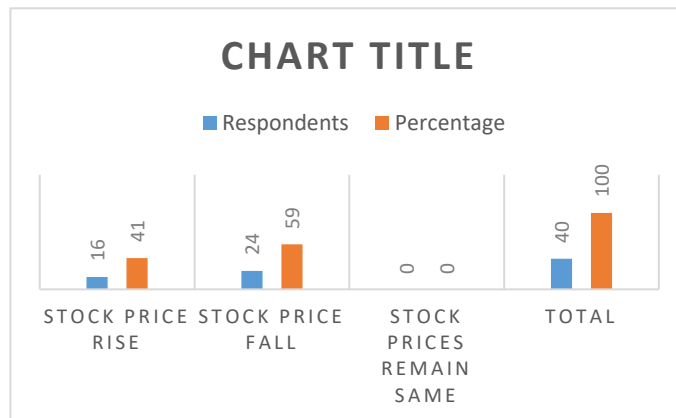 CHART TITLE
Respondents Percentage
16
41
24
59
0
0
40
100
STOCK PRICE
RISE
STOCK PRICE
FALL
STOCK
PRICES
REMAIN
SAME
TOTAL